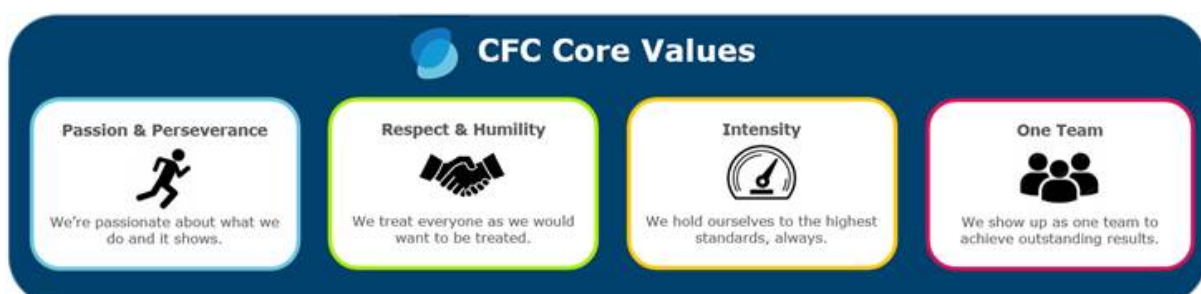 CFC Core Values
Passion & Perseverance
We're passionate about what we
do and it shows.
Respect & Humility
We treat everyone as we would
want to be treated.
Intensity
We hold ourselves to the highest
standards, always.
One Team
We show up as one team to
achieve outstanding results.